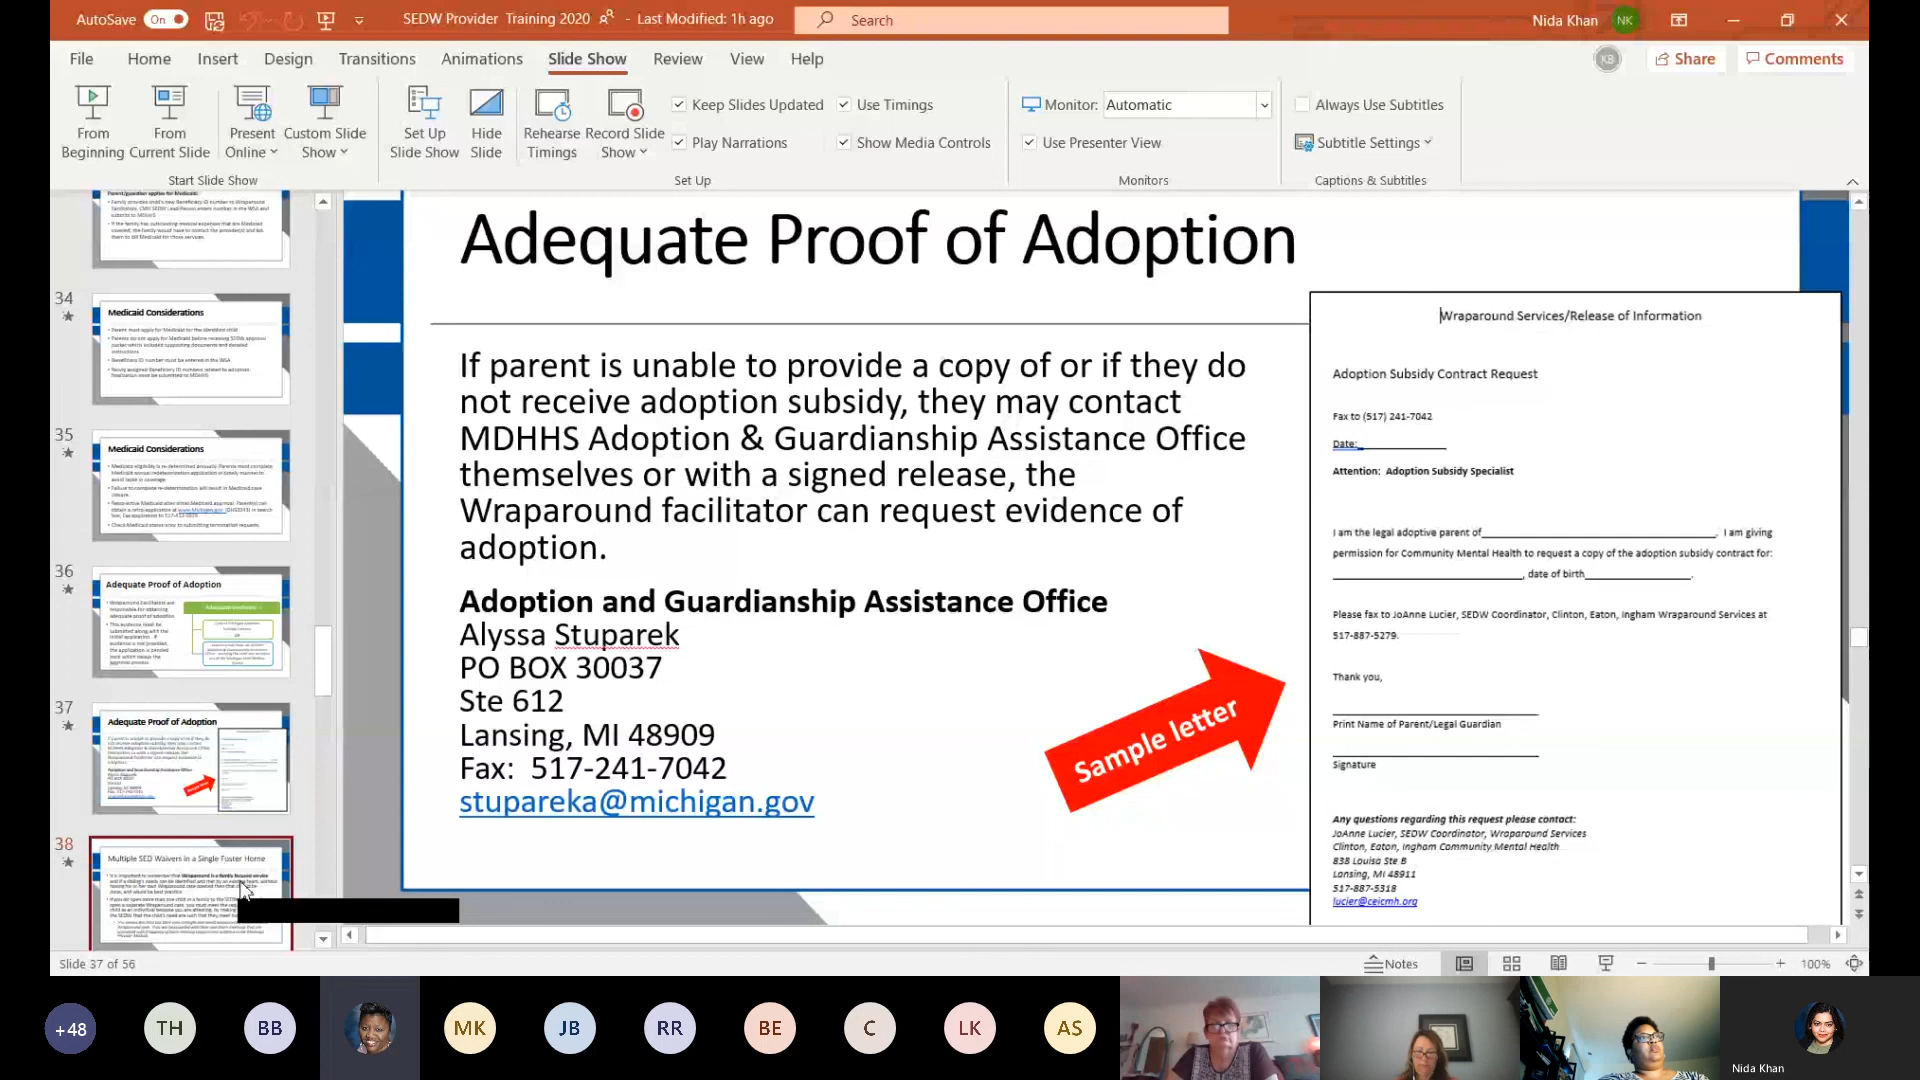 AutoSave On SEDW Provider Training 2020 - Last Modified: 1h ago Search Nida Khan NK
File Home Insert Design Transitions Animations Slide Show Review View Help KB Share Comments
From Beginning
From Current Slide
Present Online
Custom Slide Show
Set Up Slide Show
Hide Slide
Rehearse Timings
Record Slide Show
Keep Slides Updated
Play Narrations
Use Timings
Show Media Controls
Monitor: Automatic
Use Presenter View
Always Use Subtitles
Subtitle Settings
Start Slide Show Set Up Monitors Captions & Subtitles
34
Medicaid Considerations
35
Medicaid Considerations
36
Adequate Proof of Adoption
37
Adequate Proof of Adoption
38
Multiple SED Waivers in a Single Foster Home
Adequate Proof of Adoption
If parent is unable to provide a copy of or if they do
not receive adoption subsidy, they may contact
MDHHS Adoption & Guardianship Assistance Office
themselves or with a signed release, the
Wraparound facilitator can request evidence of
adoption.
Adoption and Guardianship Assistance Office
Alyssa Stuparek
PO BOX 30037
Ste 612
Lansing, MI 48909
Fax: 517-241-7042
stupareka@michigan.gov
Sample letter
Wraparound Services/Release of Information
Adoption Subsidy Contract Request
Fax to (517) 241-7042
Date:
Attention: Adoption Subsidy Specialist
I am the legal adoptive parent of____. I am giving
permission for Community Mental Health to request a copy of the adoption subsidy contract for:
____, date of birth____.
Please fax to JoAnne Lucier, SEDW Coordinator, Clinton, Eaton, Ingham Wraparound Services at
517-887-5279.
Thank you,
Print Name of Parent/Legal Guardian
Signature
Any questions regarding this request please contact:
JoAnne Lucier, SEDW Coordinator, Wraparound Services
Clinton, Eaton, Ingham Community Mental Health
838 Louisa Ste B
Lansing, MI 48911
517-887-5318
lucier@ceicmh.org
Slide 37 of 56 Notes 100%
+48 TH BB MK JB RR BE C LK AS
Nida Khan